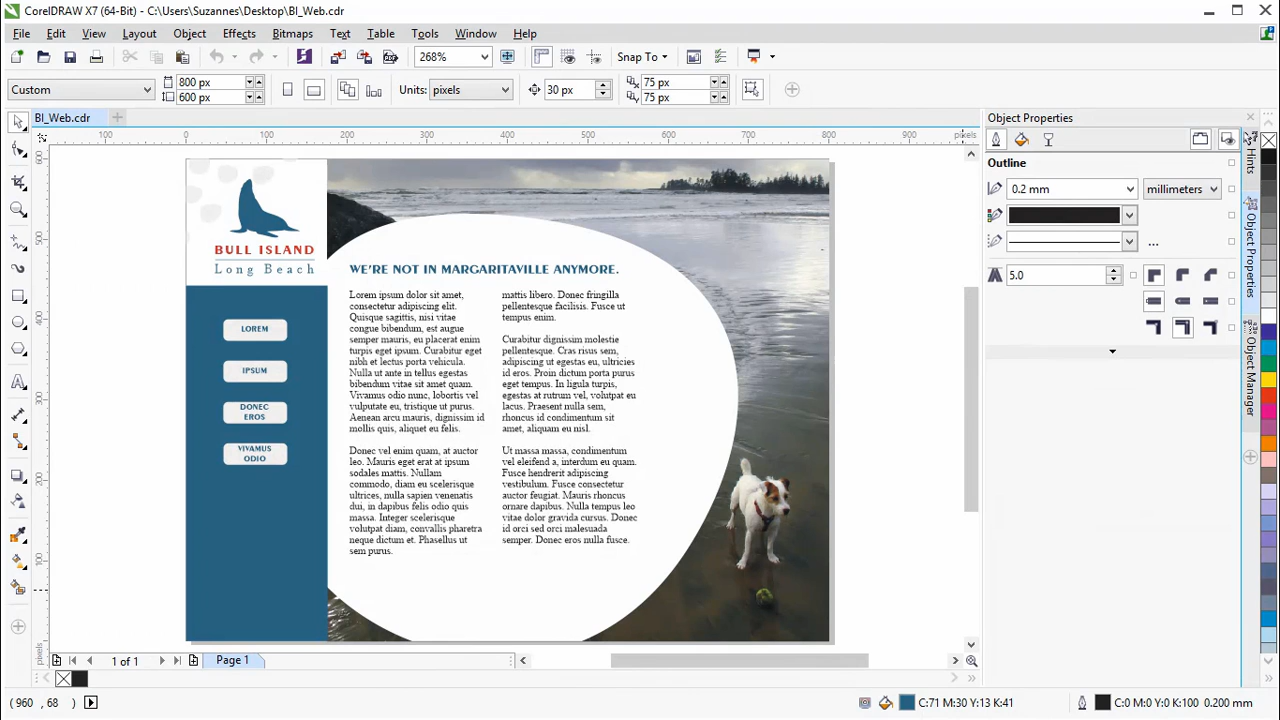 CorelDRAW X7 (64-Bit) - C:\Users\Suzannes\Desktop\BI_Web.cdr
File Edit View Layout Object Effects Bitmaps Text Table Tools Window Help
268% Snap To
Custom 800 px 600 px Units: pixels 30 px 75 px 75 px
BI_Web.cdr
100 0 100 200 300 400 500 600 700 800 900 pixels
BULL ISLAND
Long Beach
LOREM
IPSUM
DONEC
EROS
VIVAMUS
ODIO
WE'RE NOT IN MARGARITAVILLE ANYMORE.
Lorem ipsum dolor sit amet,
consectetur adipiscing elit.
Quisque sagittis, nisi vitae
congue bibendum, est augue
semper mauris, eu placerat enim
turpis eget ipsum. Curabitur eget
nibh et lectus porta vehicula.
Nulla ut ante in tellus egestas
bibendum vitae sit amet quam.
Vivamus odio nunc, lobortis vel
vulputate eu, tristique ut purus.
Aenean arcu mauris, dignissim id
mollis quis, aliquet eu felis.
Donec vel enim quam, at auctor
leo. Mauris eget erat at ipsum
sodales mattis. Nullam
commodo, diam eu scelerisque
ultrices, nulla sapien venenatis
dui, in dapibus felis odio quis
massa. Integer scelerisque
volutpat diam, convallis pharetra
neque dictum et. Phasellus ut
sem purus.
mattis libero. Donec fringilla
pellentesque facilisis. Fusce ut
tempus enim.
Curabitur dignissim molestie
pellentesque. Cras risus sem,
adipiscing ut egestas eu, ultricies
id eros. Proin dictum porta purus
eget tempus. In ligula turpis,
egestas at rutrum vel, volutpat eu
lacus. Praesent nulla sem,
rhoncus id condimentum sit
amet, aliquam eu nisl.
Ut massa massa, condimentum
vel eleifend a, interdum eu quam.
Fusce hendrerit adipiscing
vestibulum. Fusce consectetur
auctor feugiat. Mauris rhoncus
ornare dapibus. Nulla tempus leo
vitae dolor gravida cursus. Donec
id orci sed orci malesuada
semper. Donec eros nulla fusce.
Object Properties
Outline
0.2 mm millimeters
...
5.0
Hints
Object Properties
Object Manager
1 of 1 Page 1
( 960 , 68 ) C:71 M:30 Y:13 K:41 C:0 M:0 Y:0 K:100 0.200 mm